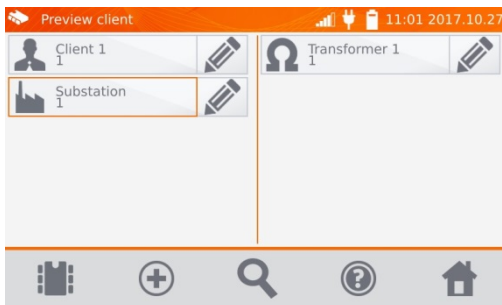 Preview client
11:01 2017.10.27
Client 1
1
Transformer 1
1
Substation
1